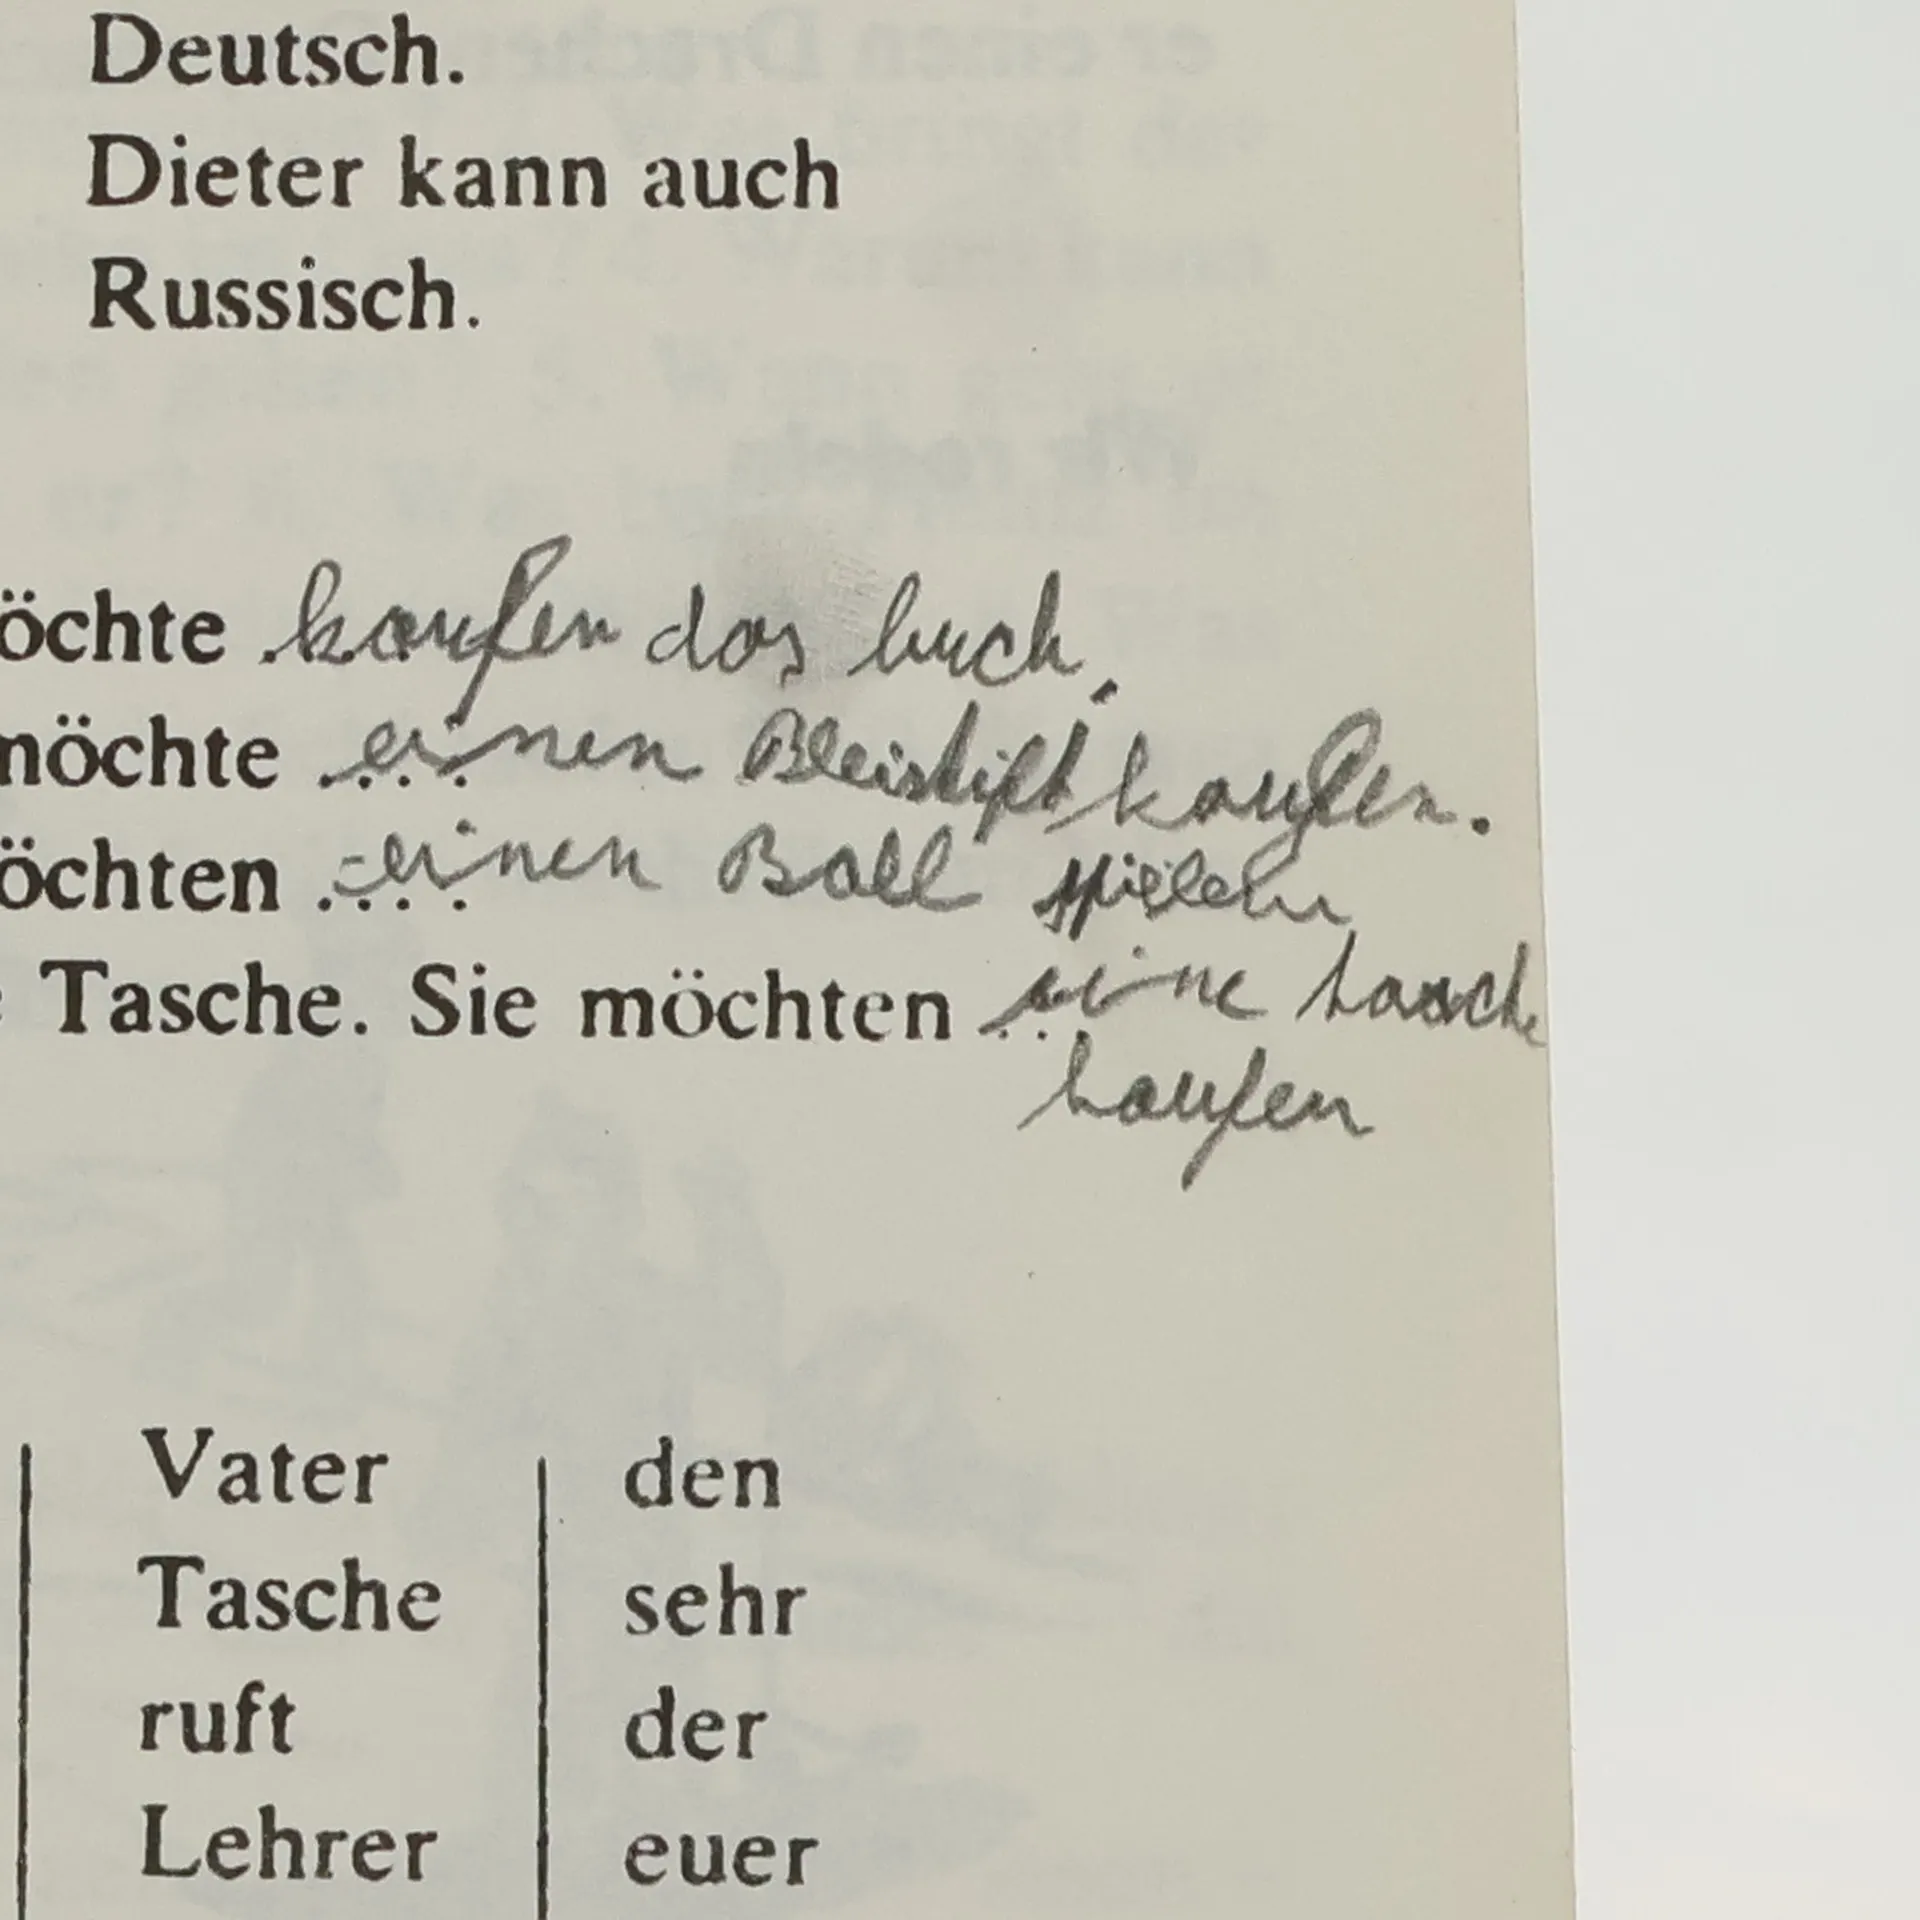 Deutsch.
Dieter kann auch
Russisch.
öchte kaufen das buch.
möchte einen Bleistift kaufen.
öchten einen Ball spielen
Tasche. Sie möchten eine tasche
kaufen
Vater den
Tasche sehr
ruft der
Lehrer euer